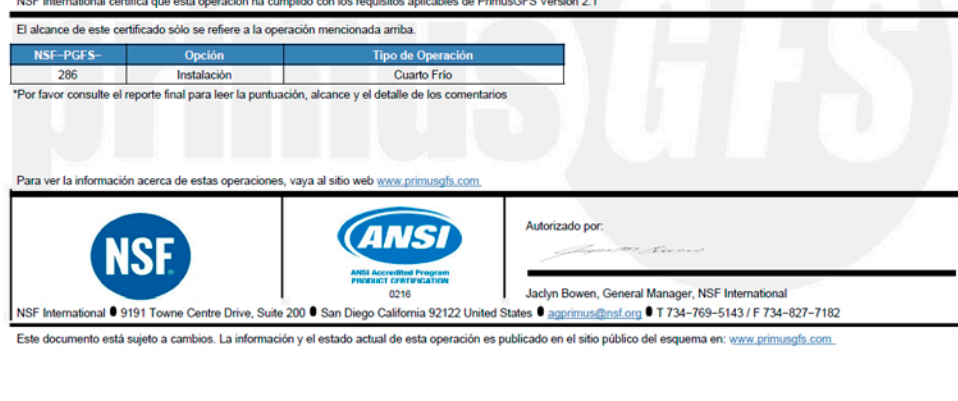 NSF International certifica que esta operación ha cumplido con los requisitos aplicables de PrimusGFS Versión 2.1
El alcance de este certificado sólo se refiere a la operación mencionada arriba.
NSF–PGFS– Opción Tipo de Operación
286 Instalación Cuarto Frío
*Por favor consulte el reporte final para leer la puntuación, alcance y el detalle de los comentarios
primusGFS
Para ver la información acerca de estas operaciones, vaya al sitio web www.primusgfs.com
NSF
ANSI
ANSI Accredited Program
PRODUCT CERTIFICATION
0216
Autorizado por:
Jaclyn Bowen, General Manager, NSF International
NSF International ● 9191 Towne Centre Drive, Suite 200 ● San Diego California 92122 United States ● agprimus@nsf.org ● T 734–769–5143 / F 734–827–7182
Este documento está sujeto a cambios. La información y el estado actual de esta operación es publicado en el sitio público del esquema en: www.primusgfs.com